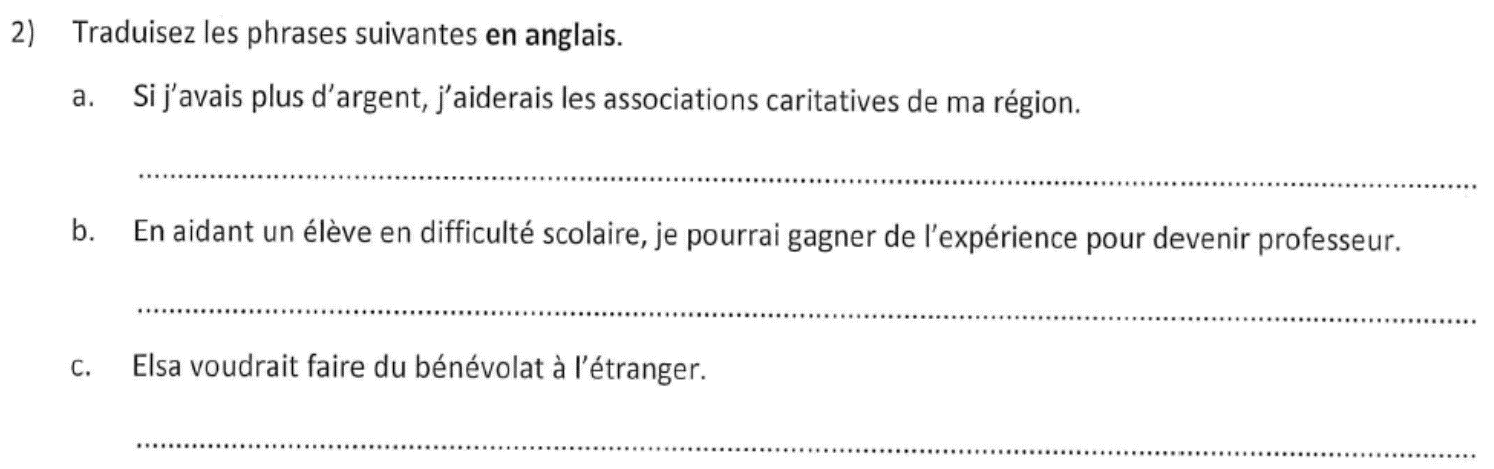 2) Traduisez les phrases suivantes en anglais.
a. Si j’avais plus d’argent, j’aiderais les associations caritatives de ma région.
b. En aidant un élève en difficulté scolaire, je pourrai gagner de l’expérience pour devenir professeur.
c. Elsa voudrait faire du bénévolat à l’étranger.